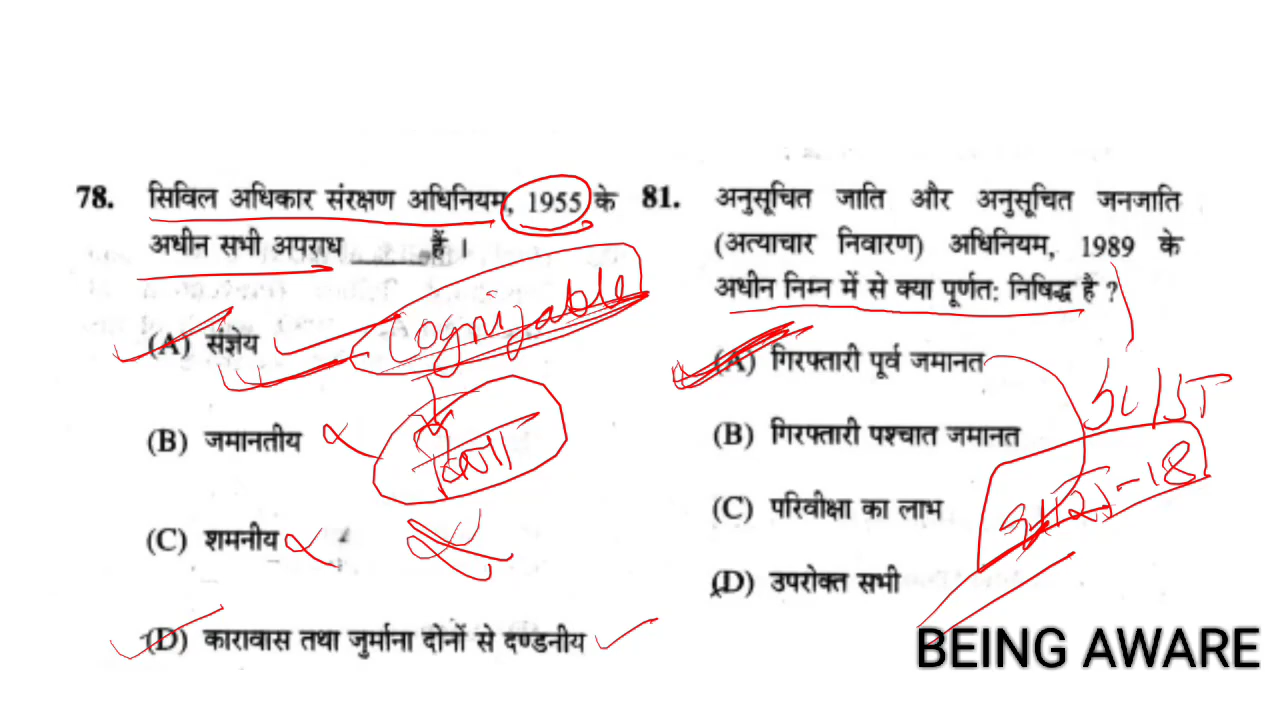 78. सिविल अधिकार संरक्षण अधिनियम, 1955 के
अधीन सभी अपराध ______ हैं ।
(A) संज्ञेय
Cognizable
(B) जमानतीय
(C) शमनीय
(D) कारावास तथा जुर्माना दोनों से दण्डनीय
81. अनुसूचित जाति और अनुसूचित जनजाति
(अत्याचार निवारण) अधिनियम, 1989 के
अधीन निम्न में से क्या पूर्णत: निषिद्ध है ?
(A) गिरफ्तारी पूर्व जमानत
SC/ST
(B) गिरफ्तारी पश्चात जमानत
(C) परिवीक्षा का लाभ
(D) उपरोक्त सभी
BEING AWARE